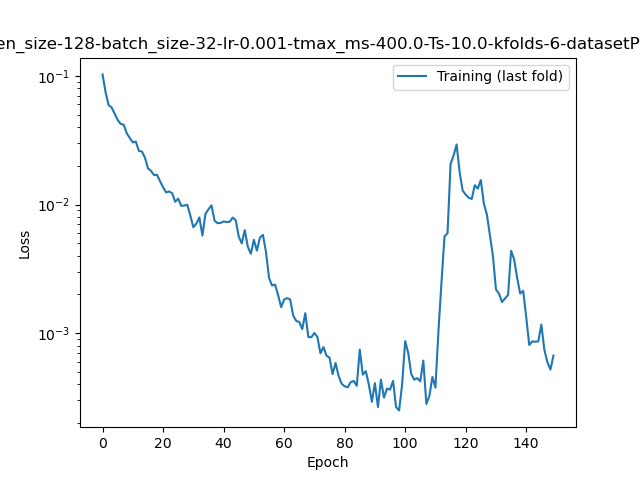 en_size-128-batch_size-32-lr-0.001-tmax_ms-400.0-Ts-10.0-kfolds-6-datasetP
Training (last fold)
10⁻¹
10⁻²
10⁻³
Loss
0 20 40 60 80 100 120 140
Epoch